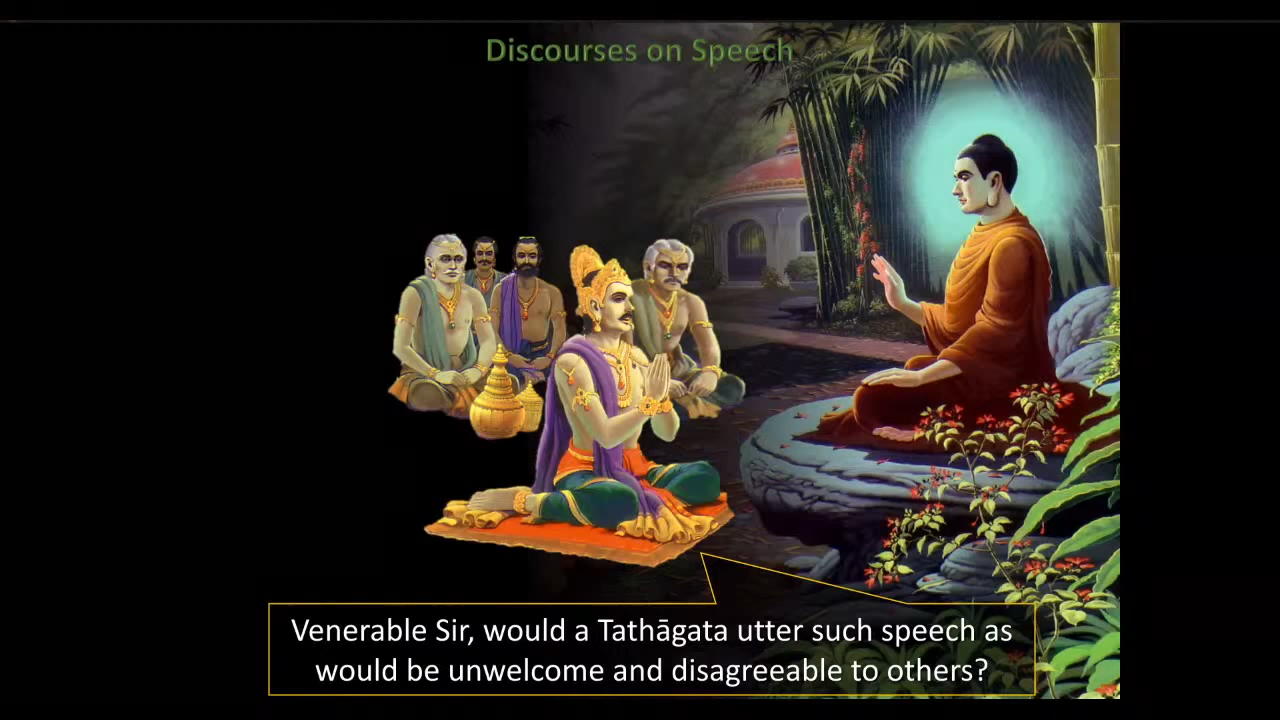 Discourses on Speech
Venerable Sir, would a Tathāgata utter such speech as
would be unwelcome and disagreeable to others?